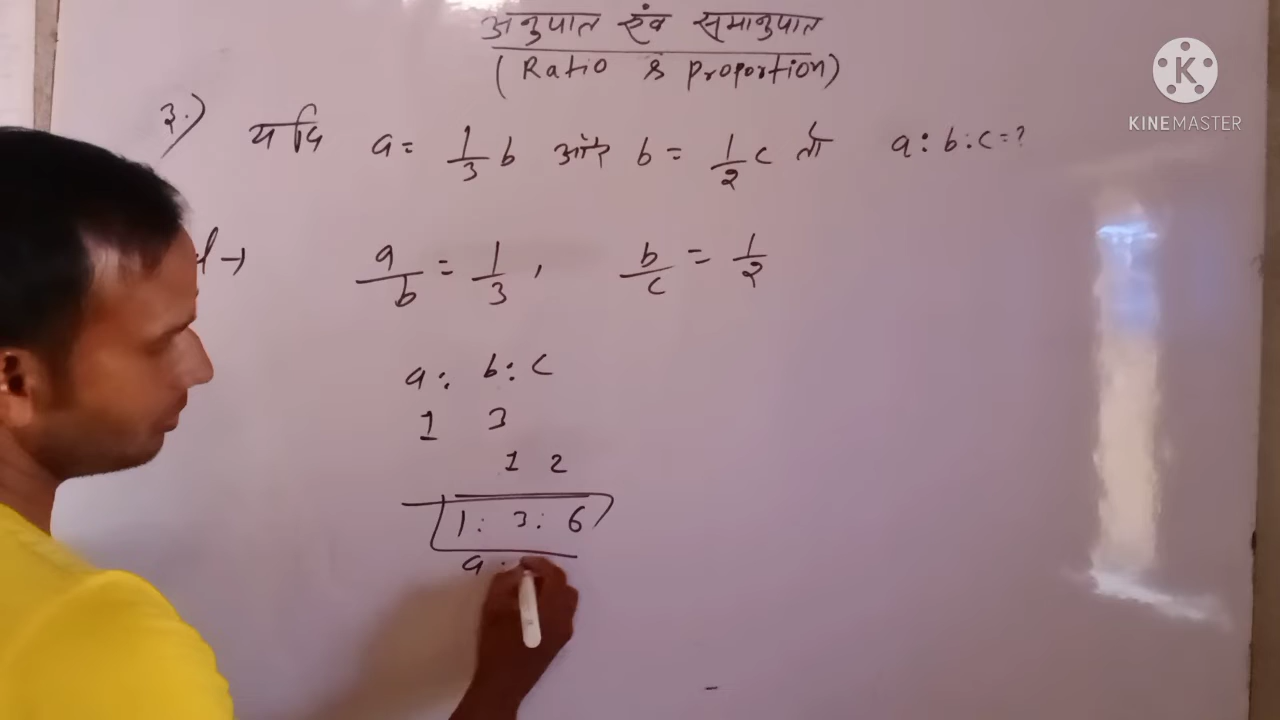 अनुपात एंव समानुपात
(Ratio & Proportion)
KINEMASTER
3.) यदि a = 1/3 b और b = 1/2 c तो a : b : c = ?
→ a/b = 1/3 , b/c = 1/2
a : b : c
1 3
1 2
1 : 3 : 6
a :